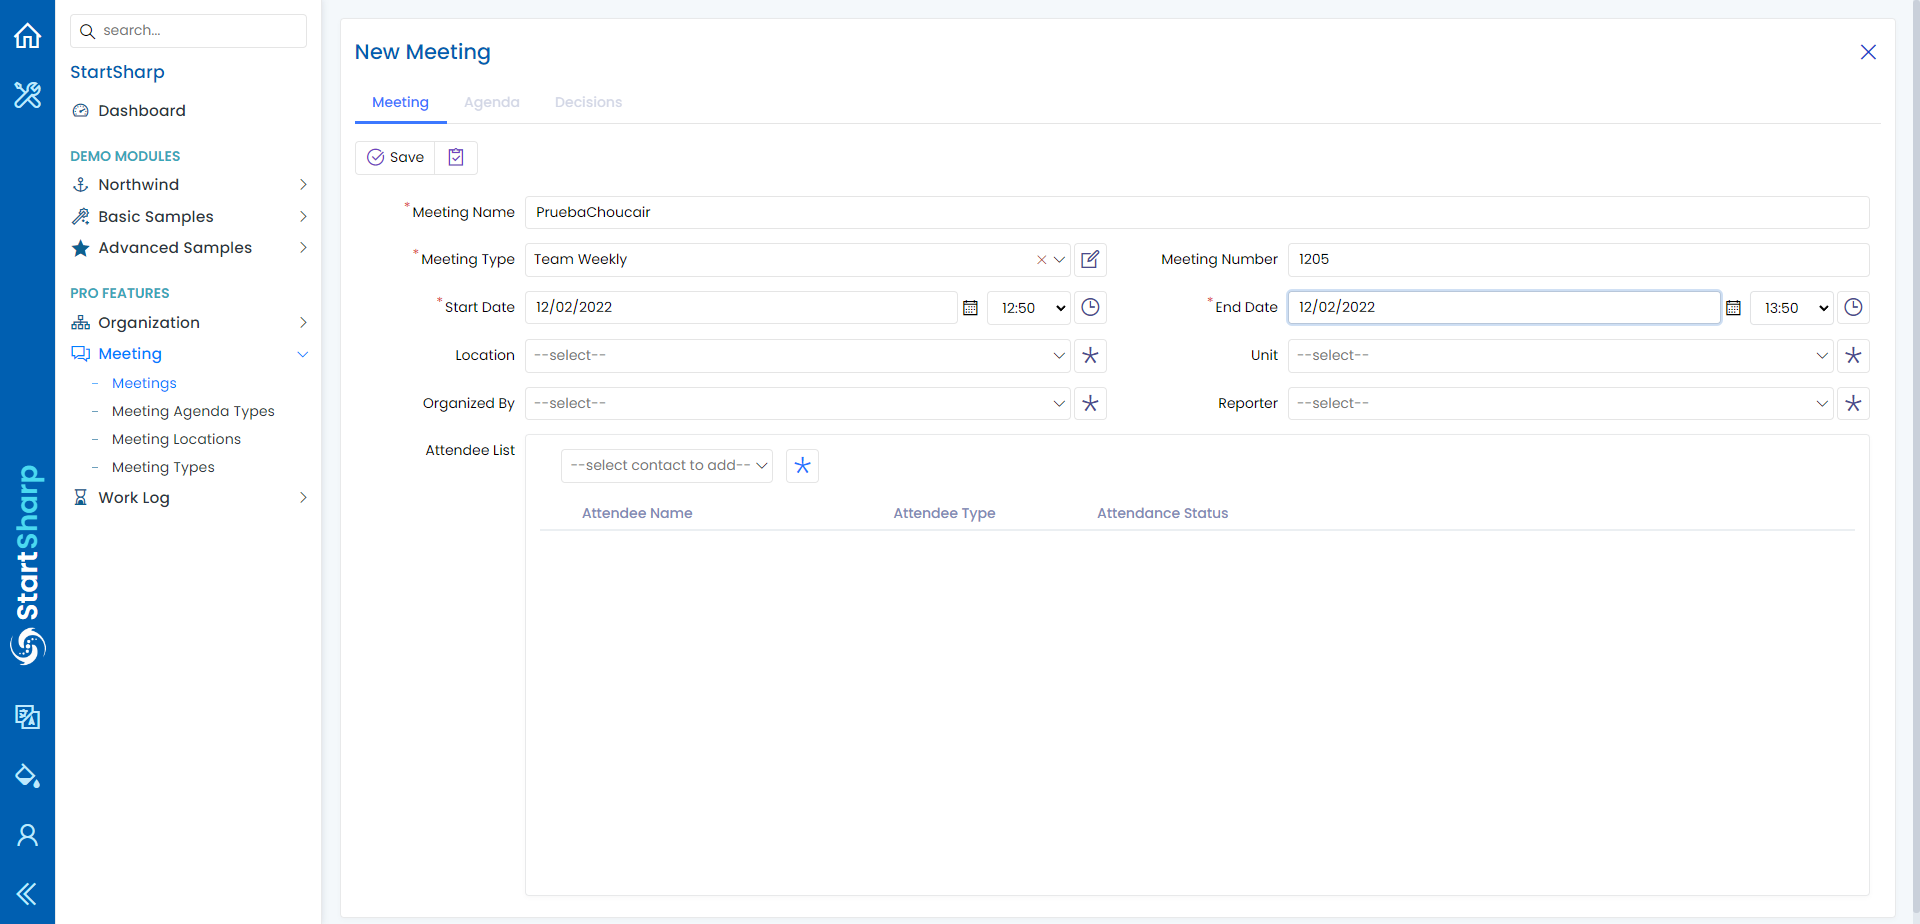 search...
StartSharp
Dashboard
DEMO MODULES
Northwind
Basic Samples
Advanced Samples
PRO FEATURES
Organization
Meeting
- Meetings
- Meeting Agenda Types
- Meeting Locations
- Meeting Types
Work Log
StartSharp
New Meeting
Meeting Agenda Decisions
Save
*Meeting Name PruebaChoucair
*Meeting Type Team Weekly Meeting Number 1205
*Start Date 12/02/2022 12:50 *End Date 12/02/2022 13:50
Location --select-- Unit --select--
Organized By --select-- Reporter --select--
Attendee List --select contact to add--
Attendee Name Attendee Type Attendance Status